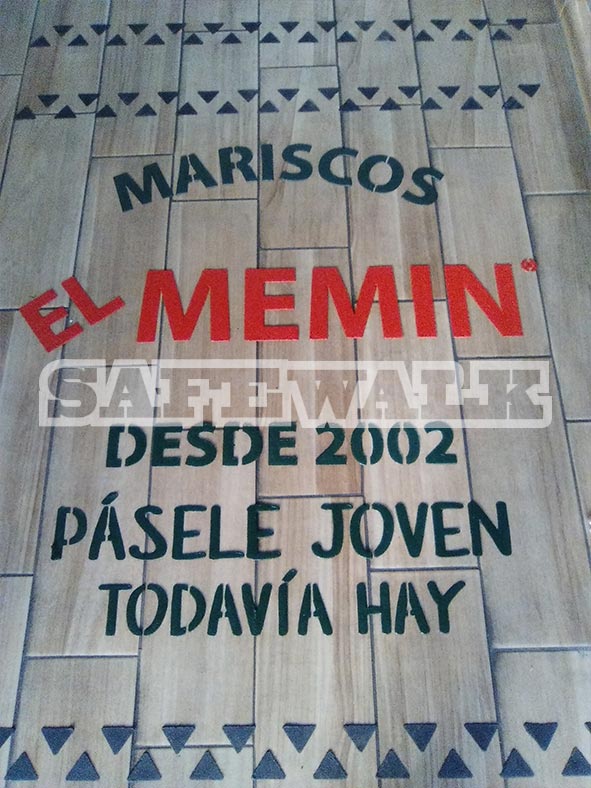 MARISCOS
EL MEMIN
SAFEWALK
DESDE 2002
PÁSELE JOVEN
TODAVÍA HAY